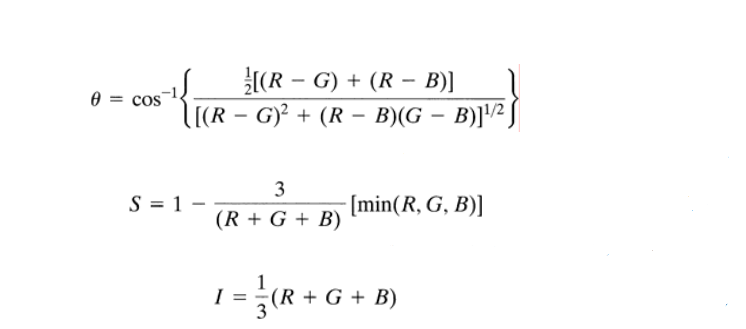 θ = cos⁻¹{ ½[(R − G) + (R − B)] / [(R − G)² + (R − B)(G − B)]^1/2 }
S = 1 − 3 / (R + G + B) [min(R, G, B)]
I = 1/3 (R + G + B)